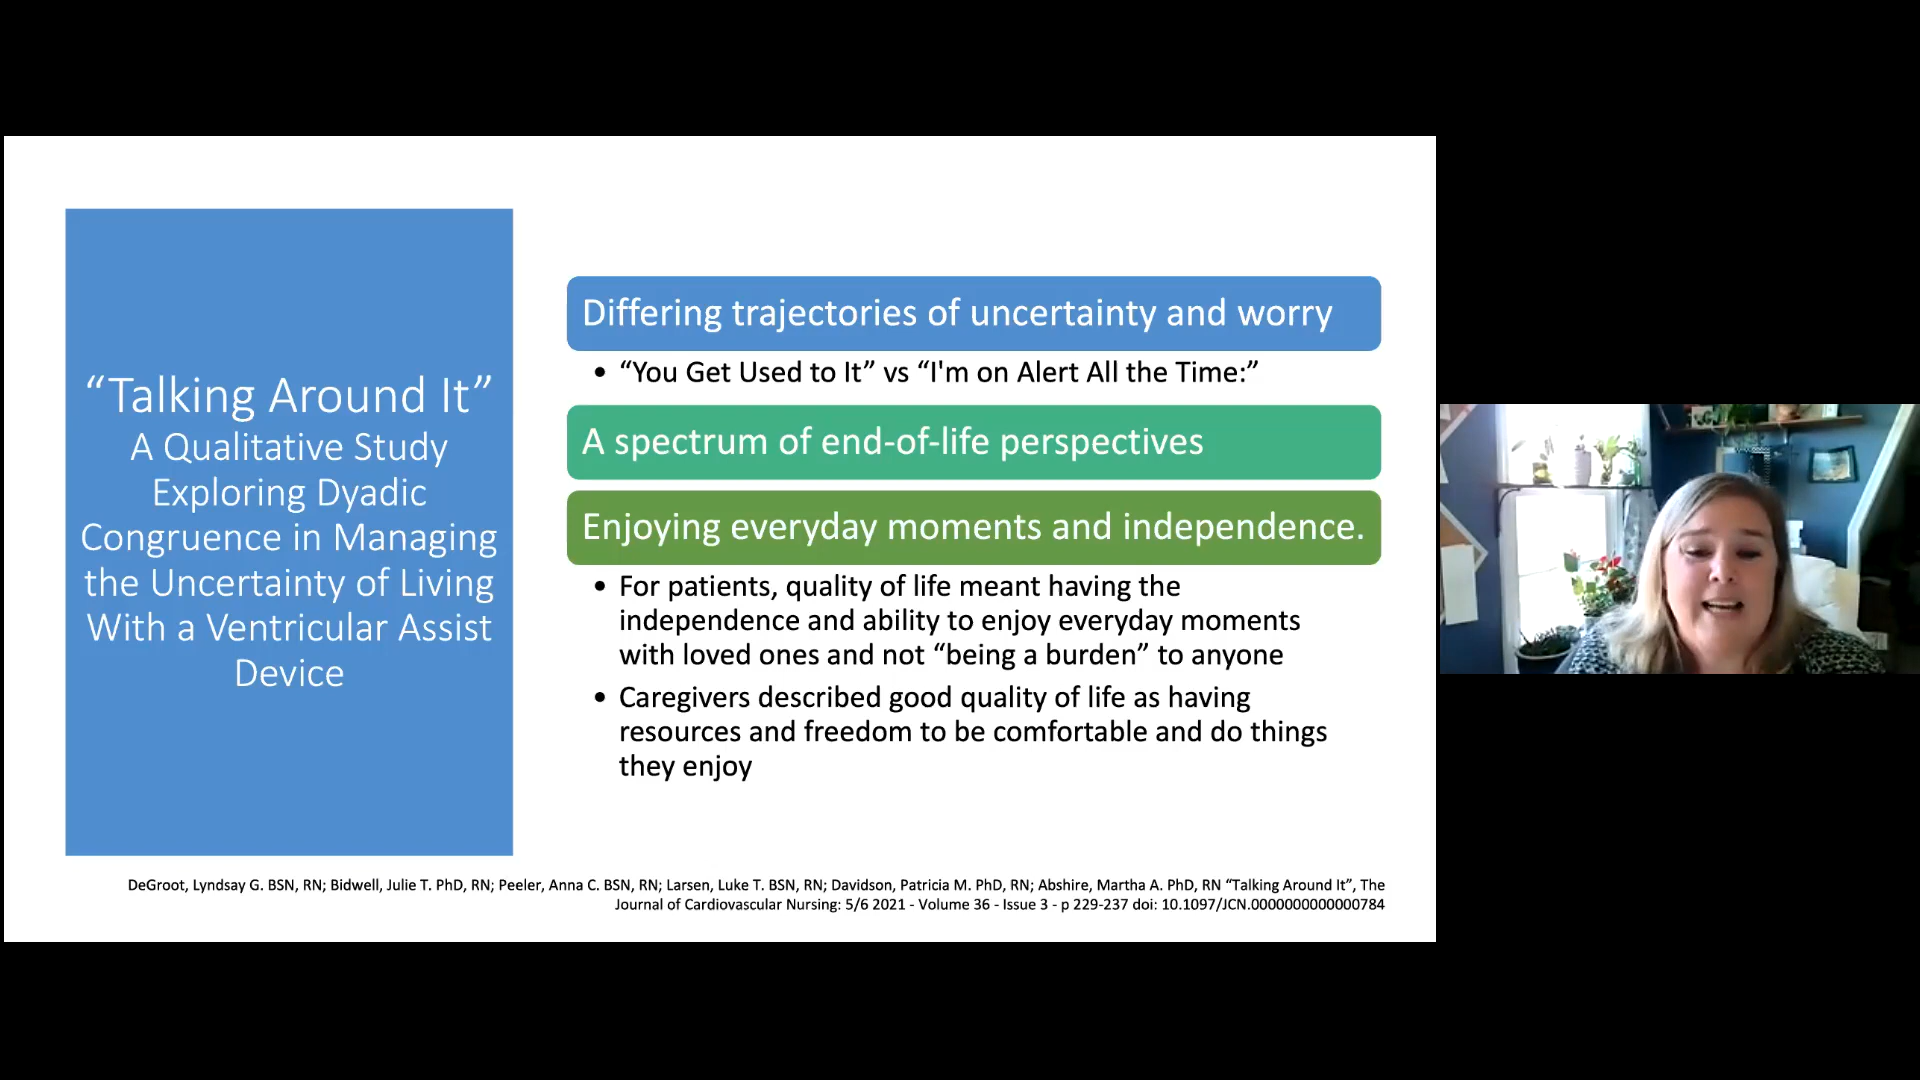 “Talking Around It”
A Qualitative Study
Exploring Dyadic
Congruence in Managing
the Uncertainty of Living
With a Ventricular Assist
Device
Differing trajectories of uncertainty and worry
• “You Get Used to It” vs “I'm on Alert All the Time:”
A spectrum of end-of-life perspectives
Enjoying everyday moments and independence.
• For patients, quality of life meant having the
independence and ability to enjoy everyday moments
with loved ones and not “being a burden” to anyone
• Caregivers described good quality of life as having
resources and freedom to be comfortable and do things
they enjoy
DeGroot, Lyndsay G. BSN, RN; Bidwell, Julie T. PhD, RN; Peeler, Anna C. BSN, RN; Larsen, Luke T. BSN, RN; Davidson, Patricia M. PhD, RN; Abshire, Martha A. PhD, RN “Talking Around It”, The
Journal of Cardiovascular Nursing: 5/6 2021 - Volume 36 - Issue 3 - p 229-237 doi: 10.1097/JCN.0000000000000784